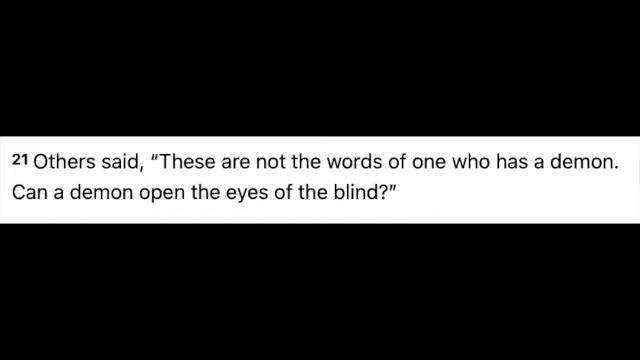 21 Others said, “These are not the words of one who has a demon.
Can a demon open the eyes of the blind?”